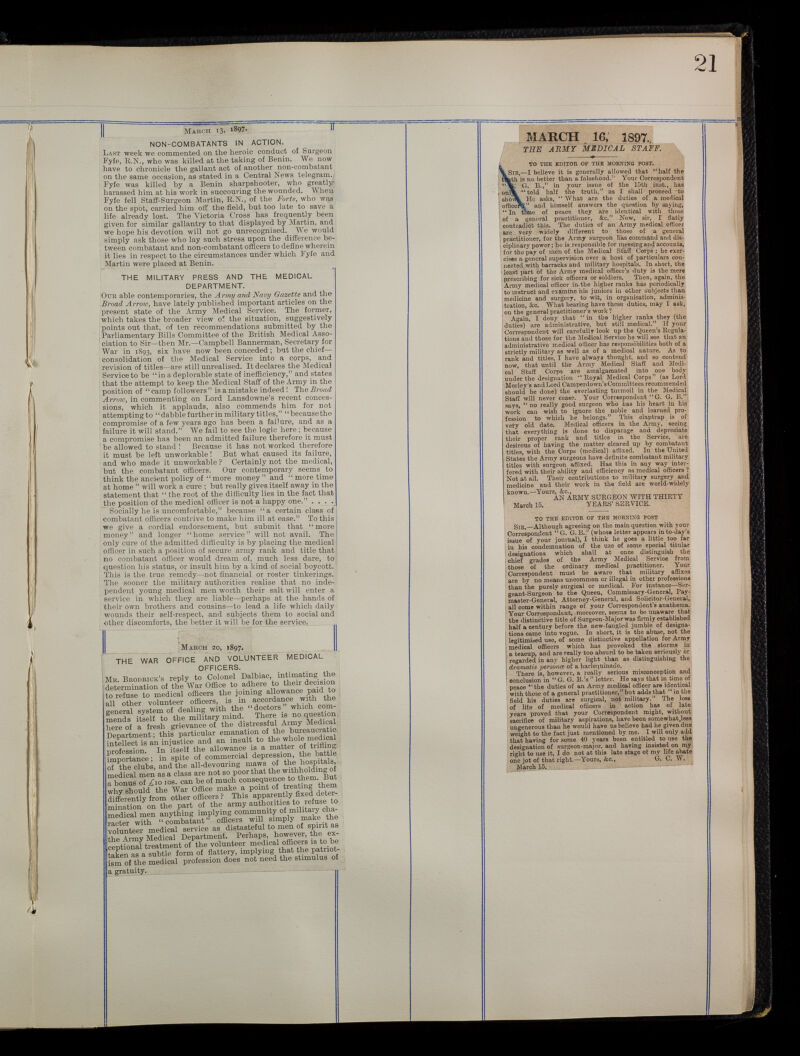 21
MARCH 13, 1897.
NON-COMBATANTS IN ACTION.
LAST week we commented on the heroic conduct of Surgeon
Fyfe, R.N., who was killed at the taking of Benin. We now
have to chronicle the gallant act of another non-combatant
on the same occasion, as stated in a Central News telegram.
Fyfe was killed by a Benin sharpshooter, who greatly
harassed him at his work in succouring the wounded. When
Fyfe fell Staff-Surgeon Martin, R.N., of the Forte, who was
on the spot, carried him off the field, but too late to save a
life already lost. The Victoria Cross has frequently been
given for similar gallantry to that displayed by Martin, and
we hope his devotion will not go unrecognised. We would
simply ask those who lay such stress upon the difference be-
tween combatant and non-combatant officers to define wherein
it lies in respect to the circumstances under which Fyfe and
Martin were placed at Benin.
THE MILITARY PRESS AND THE MEDICAL
DEPARTMENT.
OUR able contemporaries, the Army and Navy Gazette and the
Broad Arrow, have lately published important articles on the
present state of the Army Medical Service. The former,
which takes the broader view of the situation, suggestively
points out that, of ten recommendations submitted by the
Parliamentary Bills Committee of the British Medical Asso-
ciation to Sir—then Mr.—Campbell Bannerman, Secretary for
War in 1893, six have now been conceded; but the chief—
consolidation of the Medical Service into a corps, and
revision of titles—are still unrealised. It declares the Medical
Service to be "in a deplorable state of inefficiency," and states
that the attempt to keep the Medical Staff of the Army in the
position of "camp followers" is a mistake indeed! The Broad
Arrow, in commenting on Lord Lansdowne's recent conces-
sions, which it applauds, also commends him for not
attempting to "dabble further in military titles," "because the
compromise of a few years ago has been a failure, and as a
failure it will stand." We fail to see the logic here; because
a compromise has been an admitted failure therefore it must
be allowed to stand! Because it has not worked therefore
it must be left unworkable! But what caused its failure,
and who made it unworkable? Certainly not the medical,
but the combatant officers. Our contemporary seems to
think the ancient policy of "more money" and "more time
at home" will work a cure; but really gives itself away in the
statement that "the root of the difficulty lies in the fact that
the position of the medical officer is not a happy one." . . . .
Socially he is uncomfortable," because "a certain class of
combatant officers contrive to make him ill at ease." To this
we give a cordial endorsement, but submit that "more
money" and longer "home service" will not avail. The
only cure of the admitted difficulty is by placing the medical
officer in such a position of secure army rank and title that
no combatant officer would dream of, much less dare, to
question his status, or insult him by a kind of social boycott.
This is the true remedy—not financial or roster tinkerings.
The sooner the military authorities realise that no inde-
pendent young medical men worth their salt will enter a
service in which they are liable—perhaps at the hands of
their own brothers and cousins—to lead a life which daily
wounds their self-respect, and subjects them to social and
other discomforts, the better it will be for the service.
MARCH 20, 1897.
THE WAR OFFICE AND VOLUNTEER MEDICAL
OFFICERS.
MR. BRODRICK'S reply to Colonel Dalbiac, intimating the
determination of the War Office to adhere to their decision
to refuse to medical officers the joining allowance paid to
all other volunteer officers, is in accordance with the
general system of dealing with the "doctors" which com-
mends itself to the military mind. There is no question
here of a fresh grievance of the distressful Army Medical
Department; this particular emanation of the bureaucratic
intellect is an injustice and an insult to the whole medical
profession. In itself the allowance is a matter of trifling
importance; in spite of commercial depression, the battle
of the clubs, and the all-devouring maws of the hospitals,
medical men as a class are not so poor that the withholding of
a bonus of £10 10s. can be of much consequence to them. But
why should the War Office make a point of treating them
differently from other officers? This apparently fixed deter-
mination on the part of the army authorities to refuse to
medical men anything implying community of military cha-
racter with "combatant" officers will simply make the
volunteer medical service as distasteful to men of spirit as
the Army Medical Department. Perhaps, however, the ex-
ceptional treatment of the volunteer medical officers is to be
taken as a subtle form of flattery, implying that the patriot-
ism of the medical profession does not need the stimulus of
a gratuity.
MARCH 16, 1897.
THE ARMY MEDICAL STAFF.
TO THE EDITOR OF THE MORNING POST.
SIR,—I believe it is generally allowed that "half the
truth is no better than a falsehood." Your Correspondent
G. B.," in your issue of the 15th inst., has
only "told half the truth," as I shall proceed to
show. He asks, "What are the duties of a medical
officer?" and himself answers the question by saying,
"In time of peace they are identical with those
of a general practitioner, &c." Now, sir, I flatly
contradict this. The duties of an Army medical officer
are very widely different to those of a general
practitioner, for the Army surgeon has command and dis-
ciplinary power; he is responsible for messing and accounts,
for the pay of men of the Medical Staff Corps; he exer-
cises a general supervision over a host of particulars con-
nected with barracks and military hospitals. In short, the
least part of the Army medical officer's duty is the mere
prescribing for sick officers or soldiers. Then, again, the
Army medical officer in the higher ranks has periodically
to instruct and examine his juniors in other subjects than
medicine and surgery, to wit, in organisation, adminis-
tration, &c. What bearing have these duties, may I ask,
on the general practitioner's work?
Again, I deny that "in the higher ranks they (the
duties) are administrative, but still medical." If your
Correspondent will carefully look up the Queen's Regula-
tions and those for the Medical Service he will see that an
administrative medical officer has responsibilities both of a
strictly military as well as of a medical nature. As to
rank and titles, I have always thought, and so contend
now, that until the Army Medical Staff and Medi-
cal Staff Corps are amalgamated into one body
under the designation "Royal Medical Corps" (as Lord
Morley's and Lord Camperdown's Committees recommended
should be done) the everlasting turmoil in the Medical
Staff will never cease. Your Correspondent "G. G. B."
says, "no really good surgeon who has his heart in his
work can wish to ignore the noble and learned pro-
fession to which he belongs." This claptrap is of
very old date. Medical officers in the Army, seeing
that everything is done to disparage and depreciate
their proper rank and titles in the Service, are
desirous of having the matter cleared up by combatant
titles, with the Corps (medical) affixed. In the United
States the Army surgeons have definite combatant military
titles with surgeon affixed. Has this in any way inter-
fered with their ability and efficiency as medical officers?
Not at all. Their contributions to military surgery and
medicine and their work in the field are world-widely
known.—Yours, &c.,
AN ARMY SURGEON WITH THIRTY
March 15. YEARS' SERVICE.
TO THE EDITOR OF THE MORNING POST
SIR,—Although agreeing on the main question with your
Correspondent "G. G. B." (whose letter appears in to-day's
issue of your journal), I think he goes a little too far
in his condemnation of the use of some special titular
designations which shall at once distinguish the
chief grades of the Army Medical Service from
those of the ordinary medical practitioner. Your
Correspondent must be aware that military affixes
are by no means uncommon or illegal in other professions
than the purely surgical or medical. For instance—Ser-
geant-Surgeon to the Queen, Commissary-General, Pay-
master-General, Attorney-General, and Solicitor-General,
all come within range of your Correspondent's anathema.
Your Correspondent, moreover, seems to be unaware that
the distinctive title of Surgeon-Major was firmly established
half a century before the new-fangled jumble of designa-
tions came into vogue. In short, it is the abuse, not the
legitimised use, of some distinctive appellation for Army
medical officers which has provoked the storms in
a teacup, and are really too absurd to be taken seriously or
regarded in any higher light than as distinguishing the
dramatis personæ of a harlequinade.
There is, however, a really serious misconception and
conclusion in "G. G. B.'s" letter. He says that in time of
peace "the duties of an Army medical officer are identical
with those of a general practitioner," but adds that "in the
field his duties are surgical, not military." The loss
of life of medical officers in action has of late
years proved that your Correspondent might, without
sacrifice of military aspirations, have been somewhat less
ungenerous than he would have us believe had he given due
weight to the fact just mentioned by me. I will only add
that having for some 40 years been entitled to use the
designation of surgeon-major, and having insisted on my
right to use it, I do not at this late stage of my life abate
one jot of that right.—Yours, &c., G. C. W.
March 15.